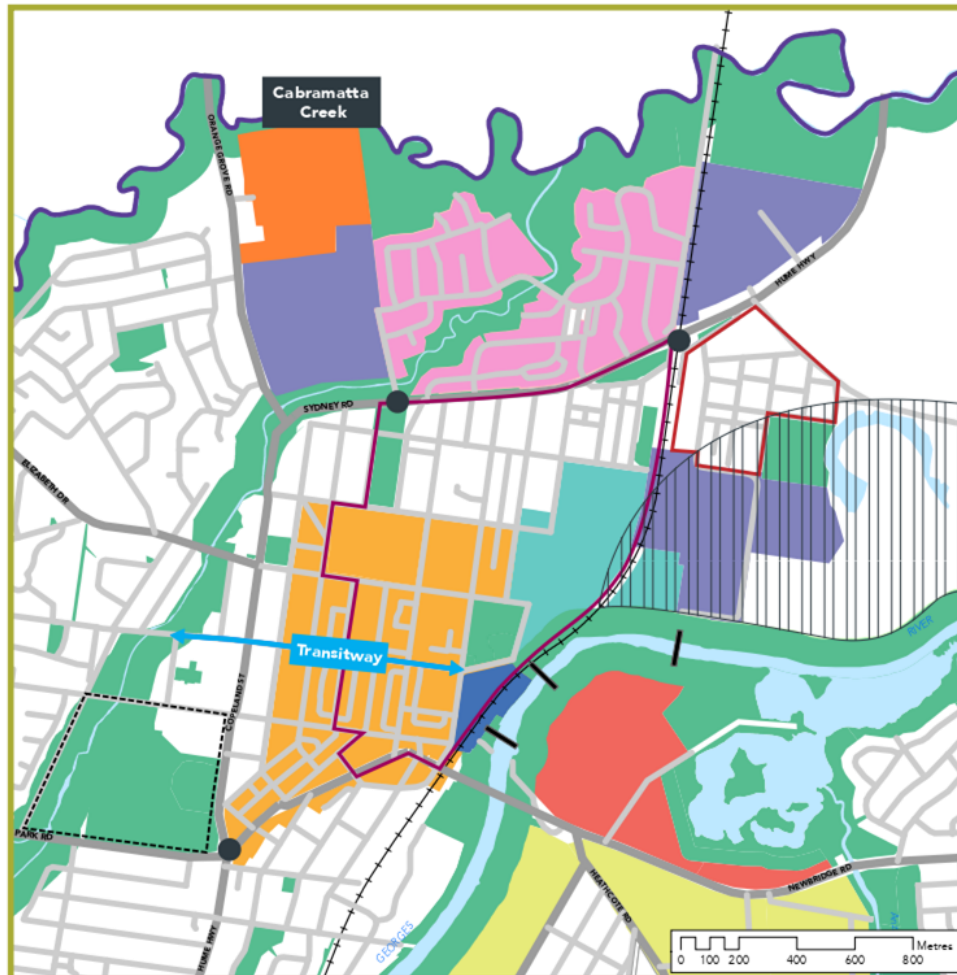 Cabramatta
Creek
ORANGE GROVE RD
HUME HWY
SYDNEY RD
ELIZABETH DR
RIVER
Transitway
COPELAND ST
PARK RD
NEWBRIDGE RD
HEATHCOTE RD
GEORGES
HUME HWY
Metres
0 100 200 400 600 800